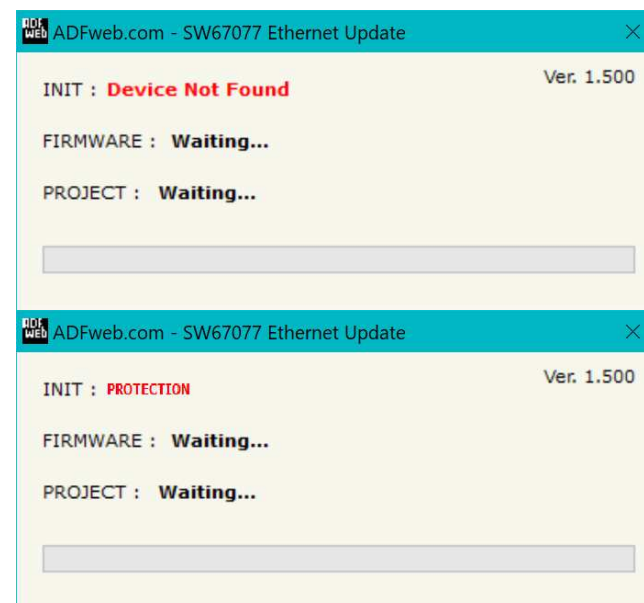 ADF
WEB ADFweb.com - SW67077 Ethernet Update
Ver. 1.500
INIT : Device Not Found
FIRMWARE : Waiting...
PROJECT : Waiting...
ADF
WEB ADFweb.com - SW67077 Ethernet Update
Ver. 1.500
INIT : PROTECTION
FIRMWARE : Waiting...
PROJECT : Waiting...